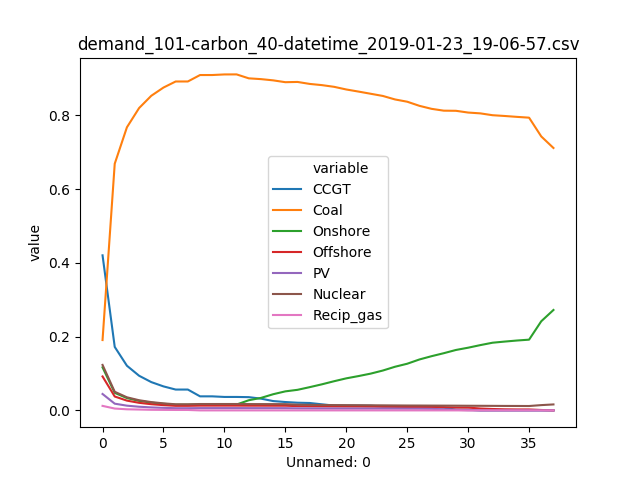 demand_101-carbon_40-datetime_2019-01-23_19-06-57.csv
value
0.8
0.6
0.4
0.2
0.0
variable
CCGT
Coal
Onshore
Offshore
PV
Nuclear
Recip_gas
0 5 10 15 20 25 30 35
Unnamed: 0